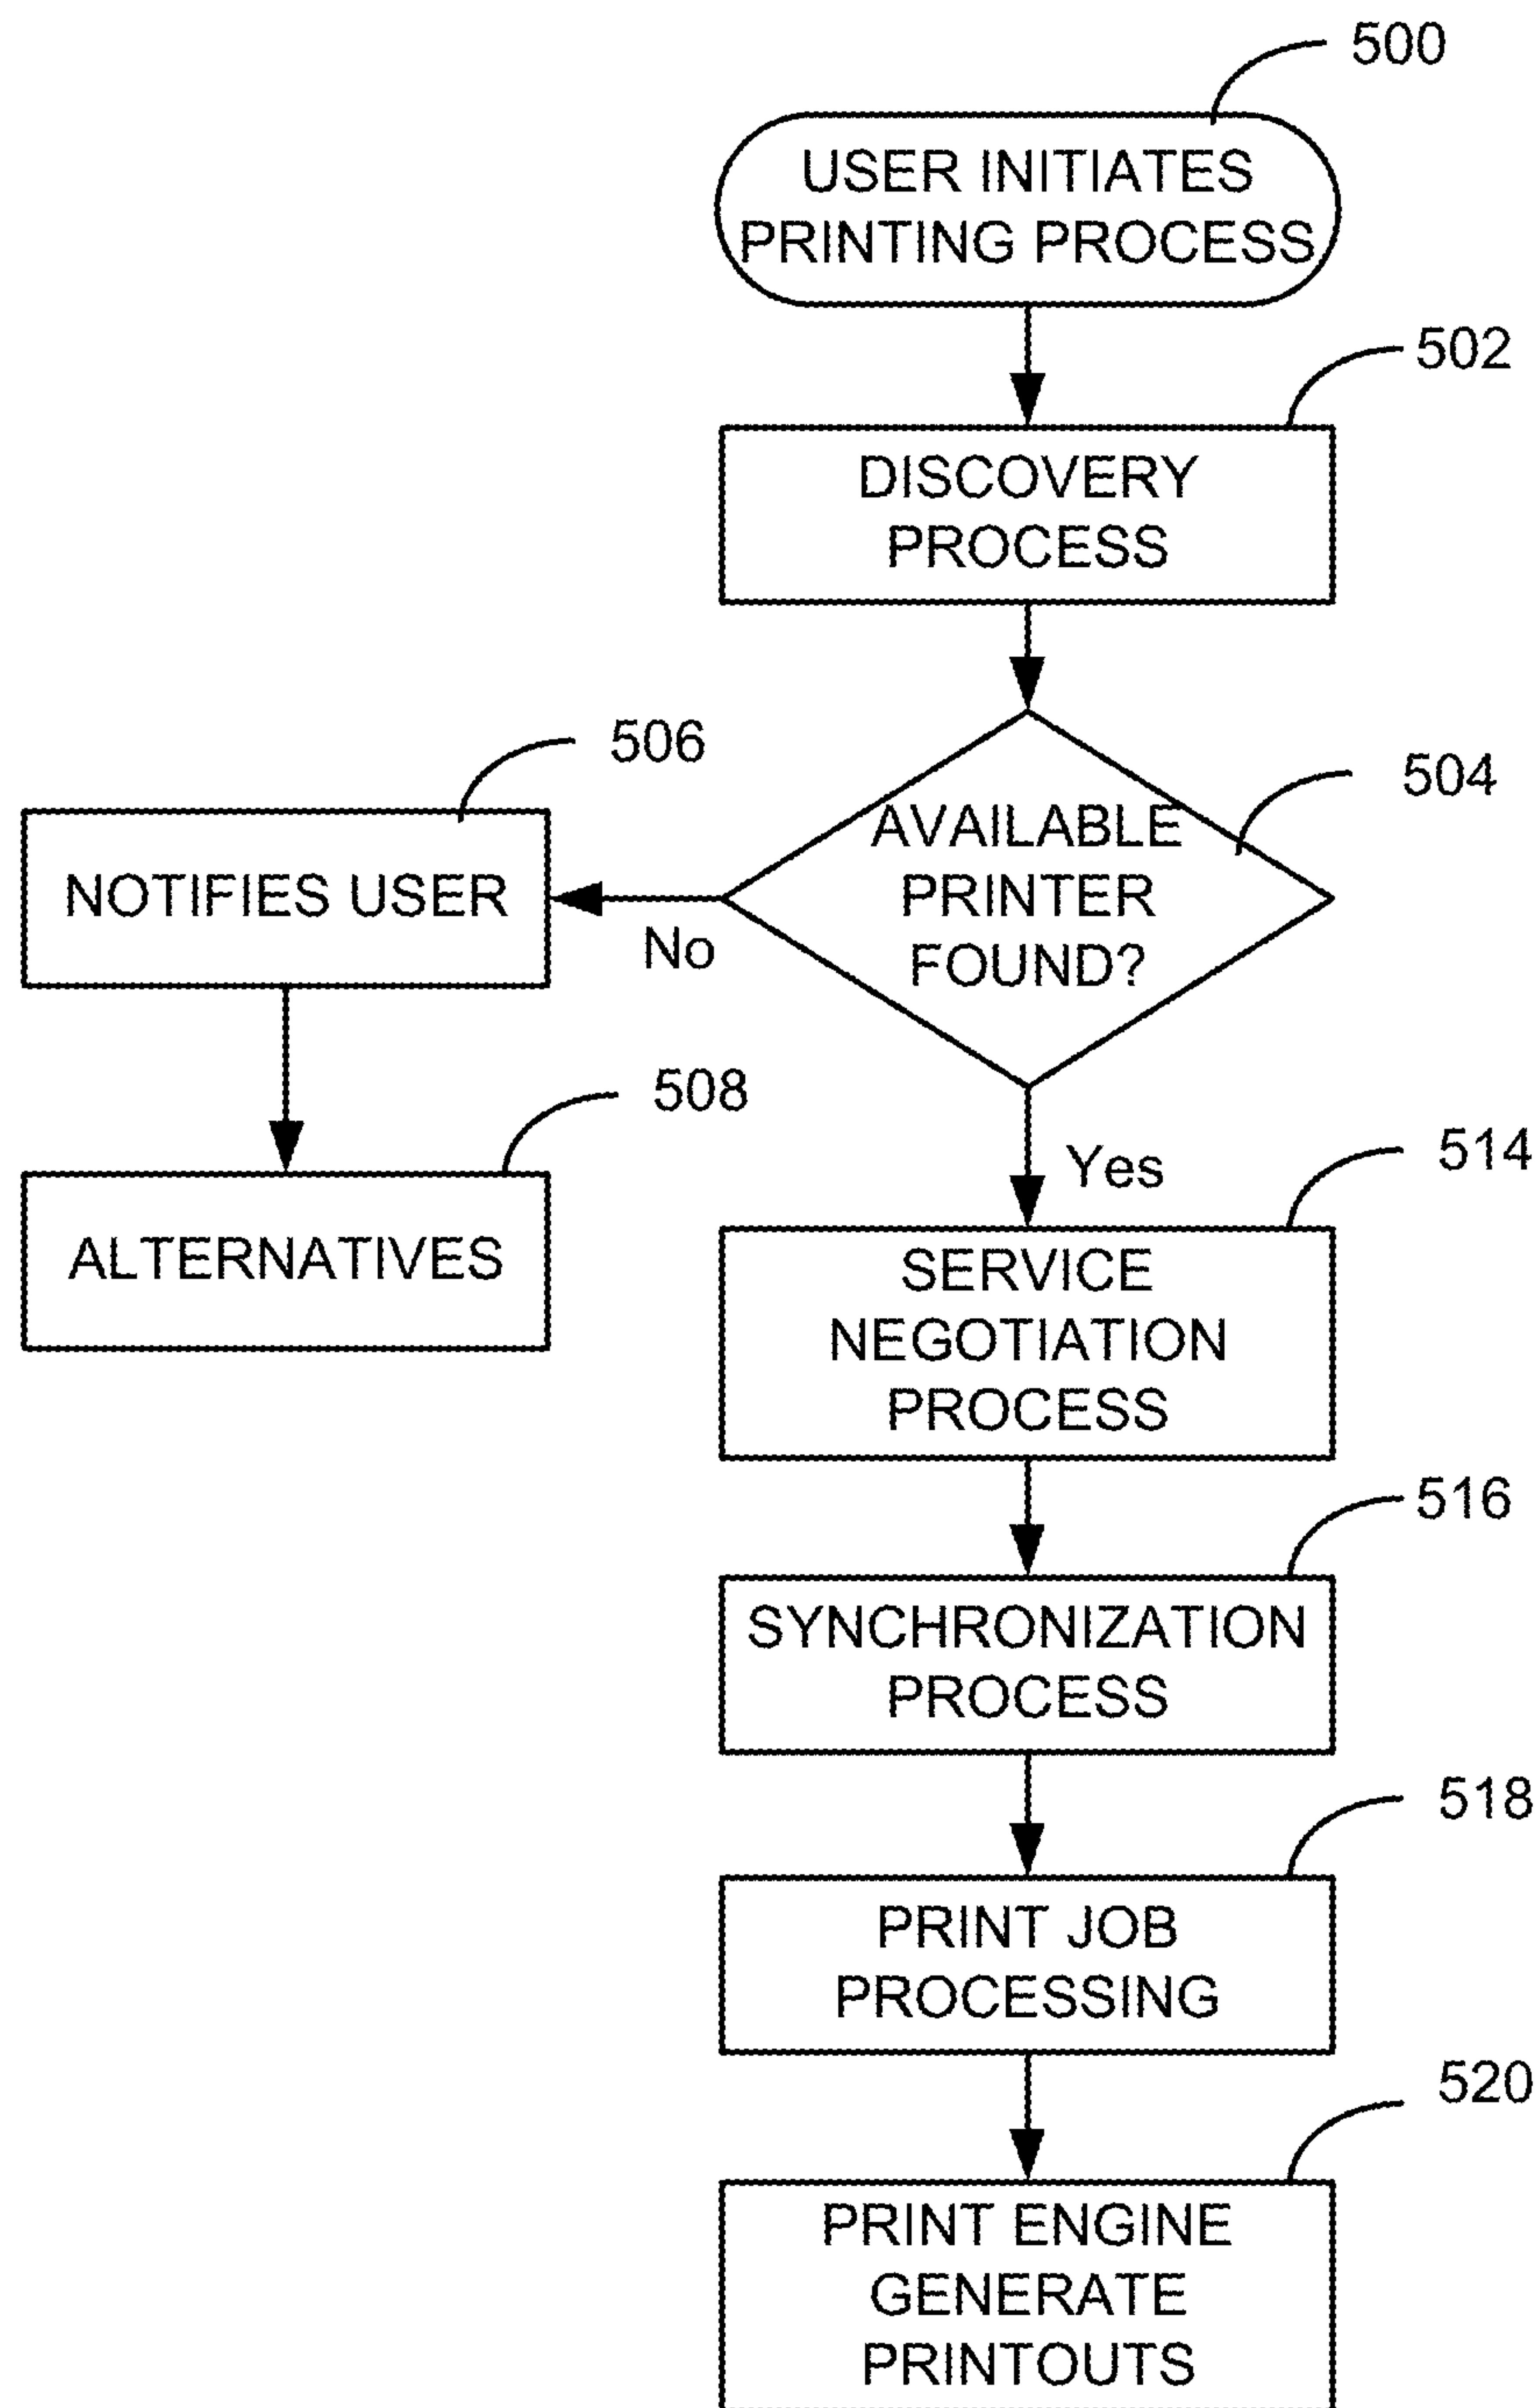 500
USER INITIATES
PRINTING PROCESS
502
DISCOVERY
PROCESS
504
AVAILABLE
PRINTER
FOUND?
506
NOTIFIES USER
No
508
ALTERNATIVES
Yes
514
SERVICE
NEGOTIATION
PROCESS
516
SYNCHRONIZATION
PROCESS
518
PRINT JOB
PROCESSING
520
PRINT ENGINE
GENERATE
PRINTOUTS